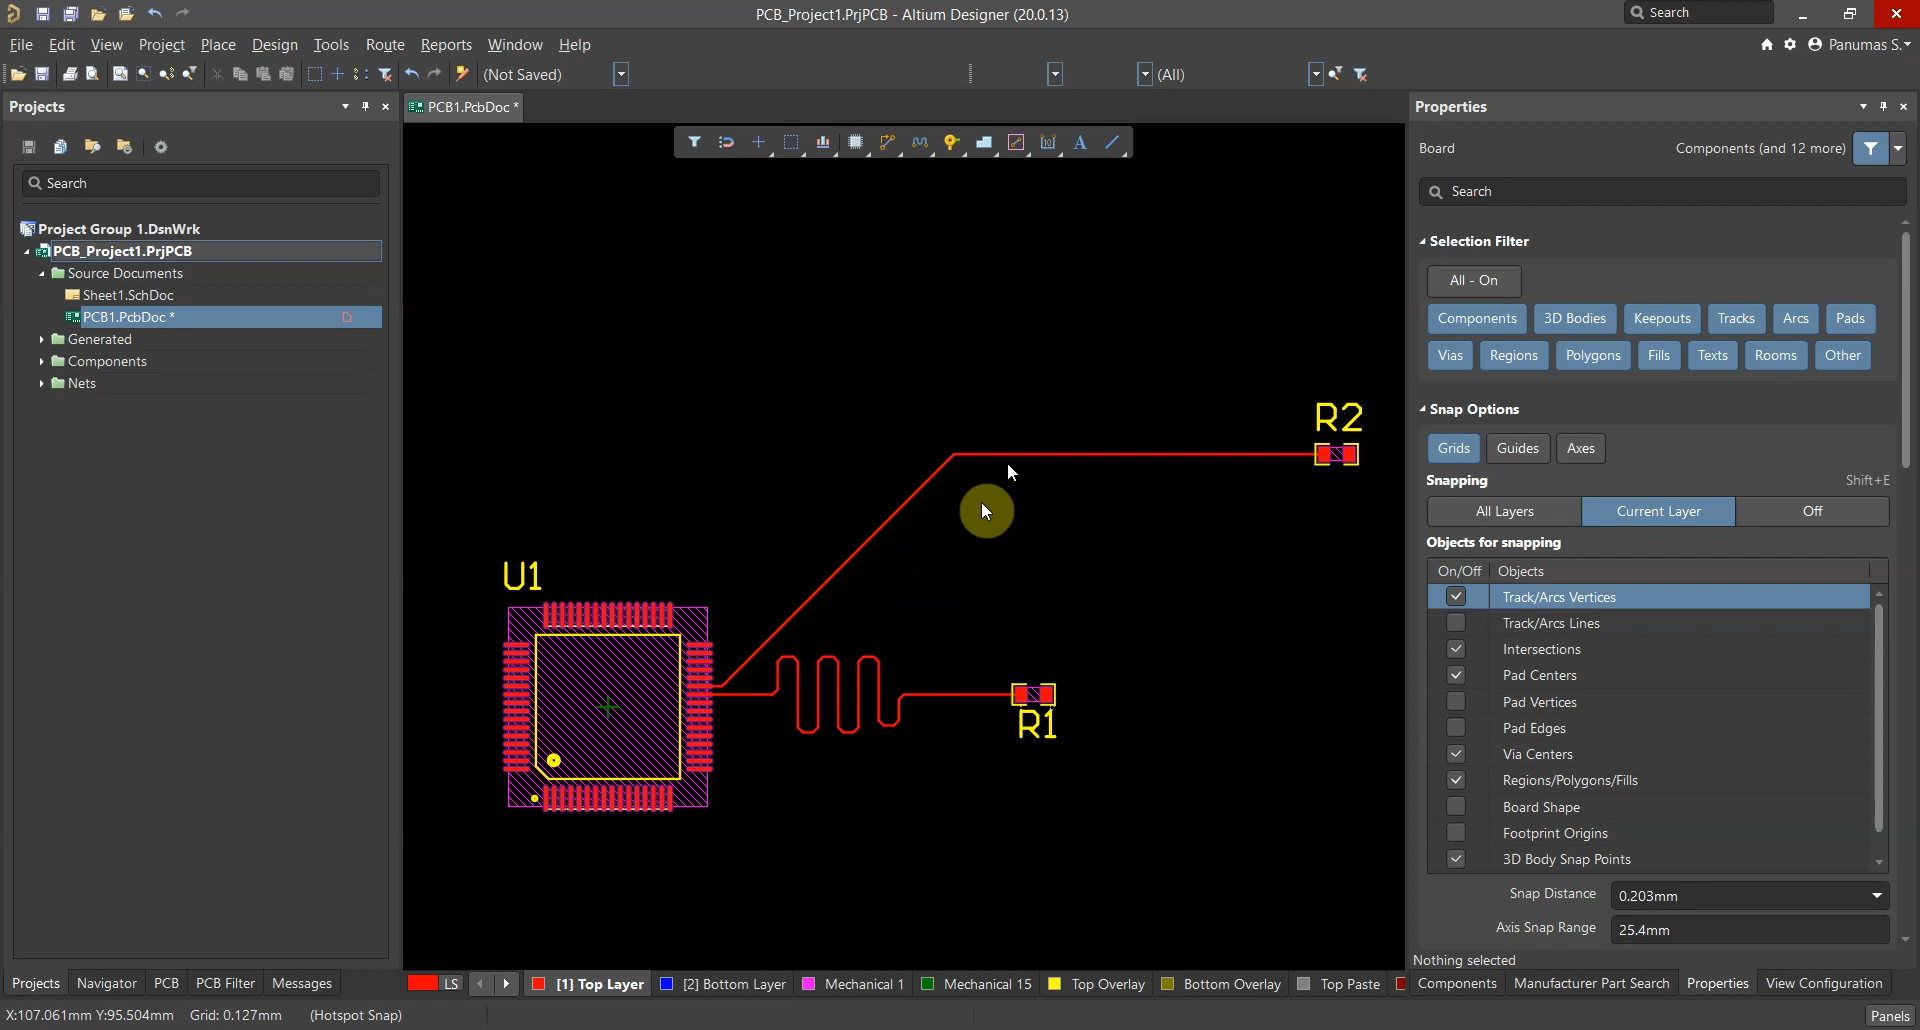 PCB_Project1.PrjPCB - Altium Designer (20.0.13)
Search
File Edit View Project Place Design Tools Route Reports Window Help
Panumas S.
(Not Saved)
(All)
Projects
PCB1.PcbDoc *
Properties
Board
Components (and 12 more)
Search
Search
Project Group 1.DsnWrk
PCB_Project1.PrjPCB
Source Documents
Sheet1.SchDoc
PCB1.PcbDoc *
Generated
Components
Nets
R2
U1
R1
Selection Filter
All - On
Components 3D Bodies Keepouts Tracks Arcs Pads
Vias Regions Polygons Fills Texts Rooms Other
Snap Options
Grids Guides Axes
Snapping Shift+E
All Layers Current Layer Off
Objects for snapping
On/Off Objects
Track/Arcs Vertices
Track/Arcs Lines
Intersections
Pad Centers
Pad Vertices
Pad Edges
Via Centers
Regions/Polygons/Fills
Board Shape
Footprint Origins
3D Body Snap Points
Snap Distance 0.203mm
Axis Snap Range 25.4mm
Nothing selected
Projects Navigator PCB PCB Filter Messages
LS [1] Top Layer [2] Bottom Layer Mechanical 1 Mechanical 15 Top Overlay Bottom Overlay Top Paste
Components Manufacturer Part Search Properties View Configuration
X:107.061mm Y:95.504mm Grid: 0.127mm (Hotspot Snap)
Panels